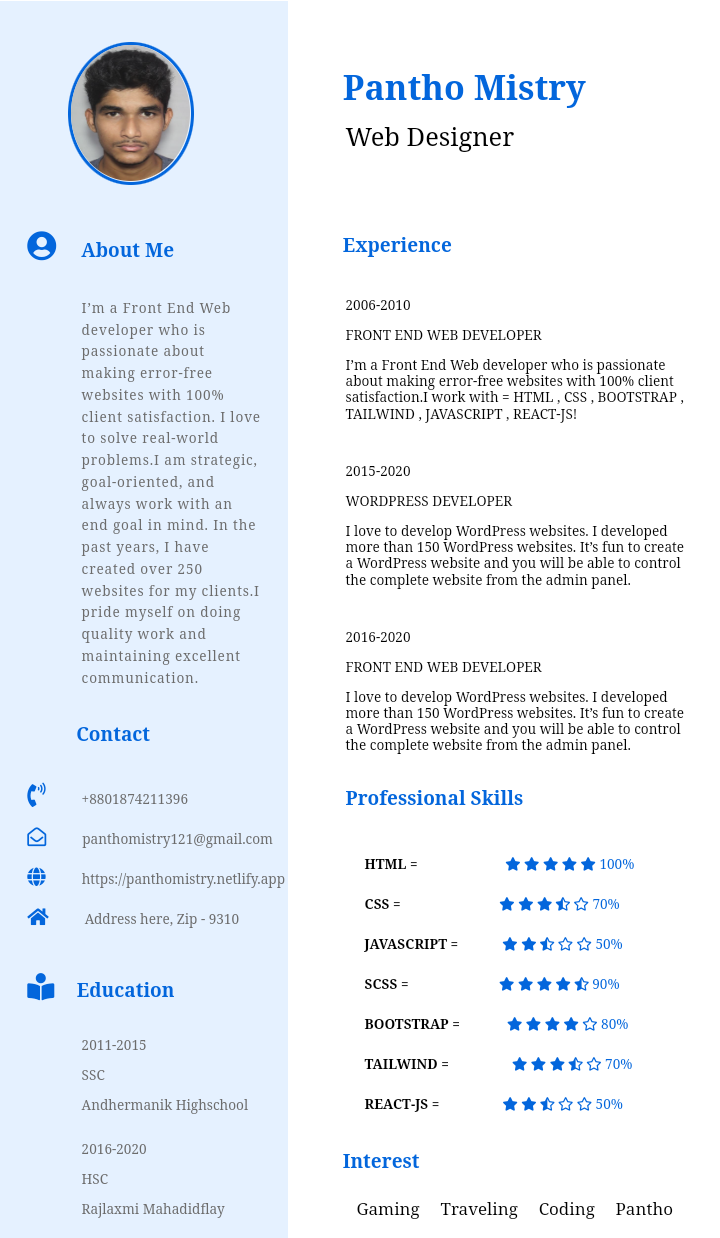 Pantho Mistry
Web Designer
About Me
I’m a Front End Web
developer who is
passionate about
making error-free
websites with 100%
client satisfaction. I love
to solve real-world
problems.I am strategic,
goal-oriented, and
always work with an
end goal in mind. In the
past years, I have
created over 250
websites for my clients.I
pride myself on doing
quality work and
maintaining excellent
communication.
Contact
+8801874211396
panthomistry121@gmail.com
https://panthomistry.netlify.app
Address here, Zip - 9310
Education
2011-2015
SSC
Andhermanik Highschool
2016-2020
HSC
Rajlaxmi Mahadidflay
Experience
2006-2010
FRONT END WEB DEVELOPER
I’m a Front End Web developer who is passionate
about making error-free websites with 100% client
satisfaction.I work with = HTML , CSS , BOOTSTRAP ,
TAILWIND , JAVASCRIPT , REACT-JS!
2015-2020
WORDPRESS DEVELOPER
I love to develop WordPress websites. I developed
more than 150 WordPress websites. It’s fun to create
a WordPress website and you will be able to control
the complete website from the admin panel.
2016-2020
FRONT END WEB DEVELOPER
I love to develop WordPress websites. I developed
more than 150 WordPress websites. It’s fun to create
a WordPress website and you will be able to control
the complete website from the admin panel.
Professional Skills
HTML = 100%
CSS = 70%
JAVASCRIPT = 50%
SCSS = 90%
BOOTSTRAP = 80%
TAILWIND = 70%
REACT-JS = 50%
Interest
Gaming Traveling Coding Pantho